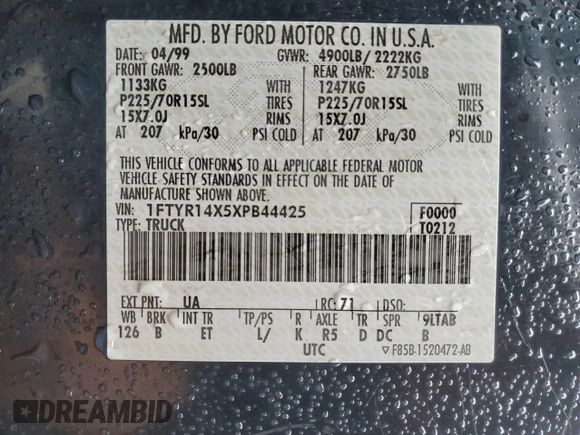 MFD. BY FORD MOTOR CO. IN U.S.A.
DATE: 04/99 GVWR: 4900LB/ 2222KG
FRONT GAWR: 2500LB REAR GAWR: 2750LB
1133KG WITH 1247KG WITH
P225/70R15SL TIRES P225/70R15SL TIRES
15X7.0J RIMS 15X7.0J RIMS
AT 207 kPa/30 PSI COLD AT 207 kPa/30 PSI COLD
THIS VEHICLE CONFORMS TO ALL APPLICABLE FEDERAL MOTOR
VEHICLE SAFETY STANDARDS IN EFFECT ON THE DATE OF
MANUFACTURE SHOWN ABOVE.
VIN: 1FTYR14X5XPB44425 F0000
TYPE: TRUCK T0212
EXT PNT: UA RC: 71 DSO:
WB BRK INT TR TP/PS R AXLE TR SPR 9LTAB
126 B ET L/ K R5 D DC B
UTC ▽F85B-1520472-AB
DREAMBID